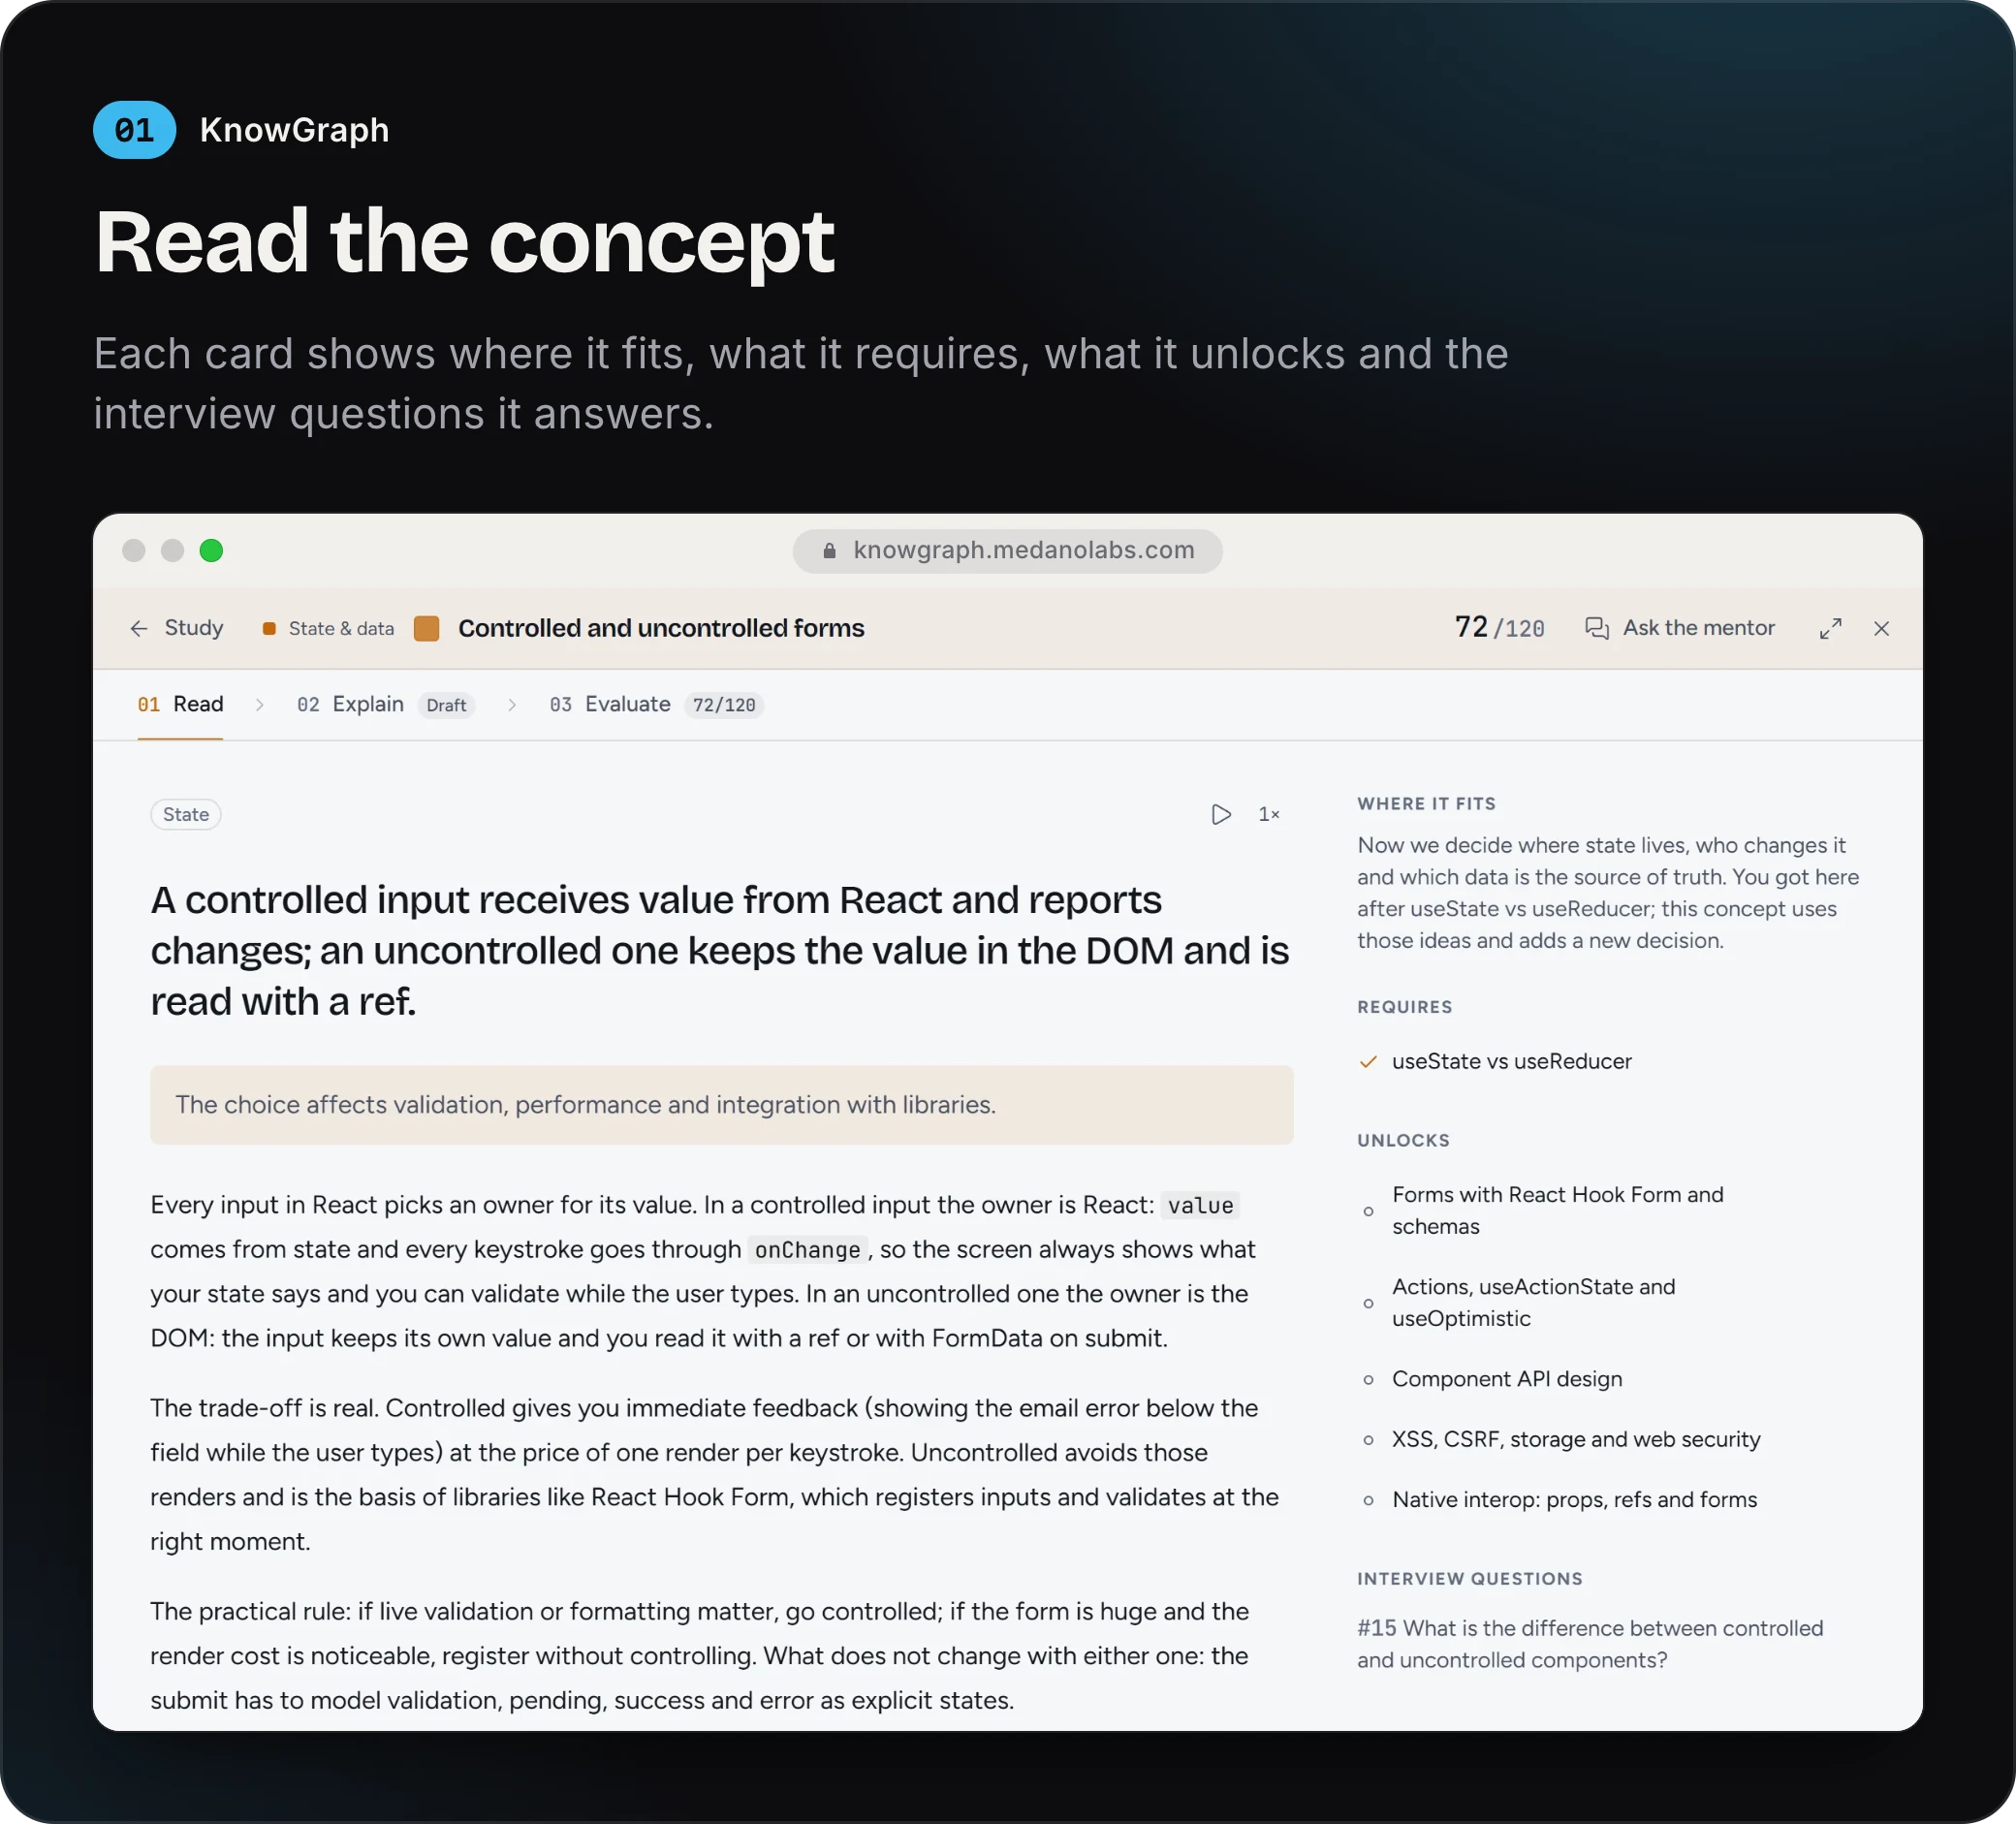 01 KnowGraph
Read the concept
Each card shows where it fits, what it requires, what it unlocks and the
interview questions it answers.
knowgraph.medanolabs.com
← Study State & data Controlled and uncontrolled forms 72/120 Ask the mentor
01 Read 02 Explain Draft 03 Evaluate 72/120
State 1×
A controlled input receives value from React and reports
changes; an uncontrolled one keeps the value in the DOM and is
read with a ref.
The choice affects validation, performance and integration with libraries.
Every input in React picks an owner for its value. In a controlled input the owner is React: value
comes from state and every keystroke goes through onChange, so the screen always shows what
your state says and you can validate while the user types. In an uncontrolled one the owner is the
DOM: the input keeps its own value and you read it with a ref or with FormData on submit.
The trade-off is real. Controlled gives you immediate feedback (showing the email error below the
field while the user types) at the price of one render per keystroke. Uncontrolled avoids those
renders and is the basis of libraries like React Hook Form, which registers inputs and validates at the
right moment.
The practical rule: if live validation or formatting matter, go controlled; if the form is huge and the
render cost is noticeable, register without controlling. What does not change with either one: the
submit has to model validation, pending, success and error as explicit states.
WHERE IT FITS
Now we decide where state lives, who changes it
and which data is the source of truth. You got here
after useState vs useReducer; this concept uses
those ideas and adds a new decision.
REQUIRES
useState vs useReducer
UNLOCKS
Forms with React Hook Form and
schemas
Actions, useActionState and
useOptimistic
Component API design
XSS, CSRF, storage and web security
Native interop: props, refs and forms
INTERVIEW QUESTIONS
#15 What is the difference between controlled
and uncontrolled components?